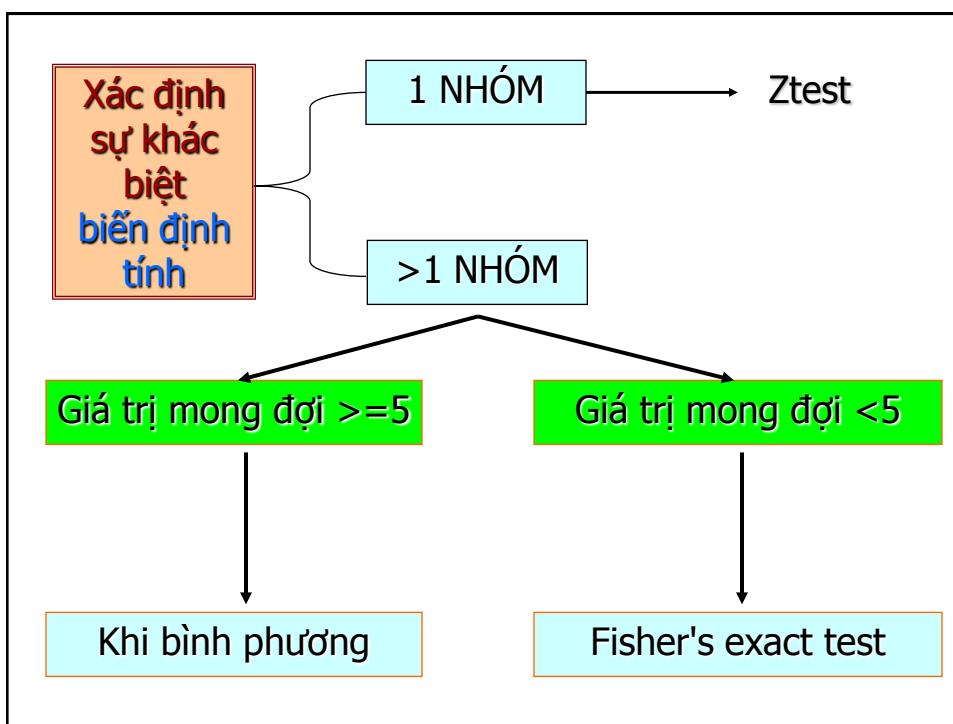 Xác định
sự khác
biệt
biến định
tính
1 NHÓM
Ztest
>1 NHÓM
Giá trị mong đợi >=5
Giá trị mong đợi <5
Khi bình phương
Fisher's exact test